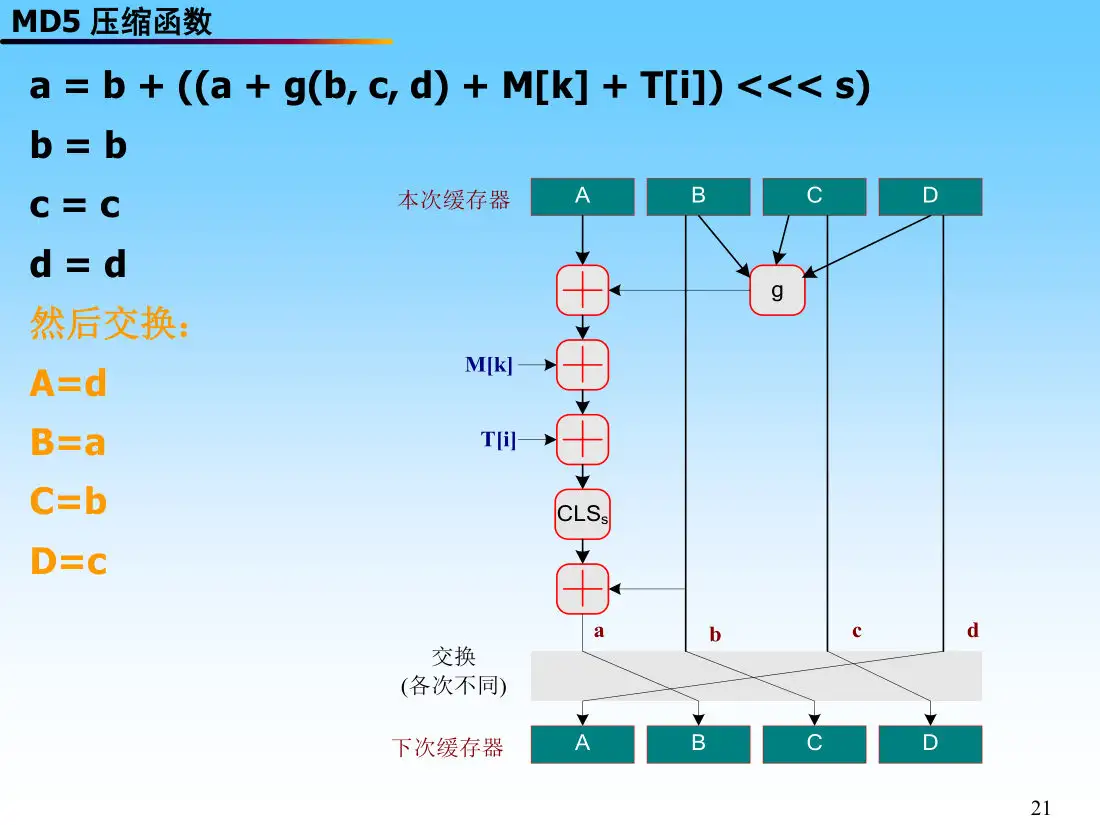 MD5 压缩函数
a = b + ((a + g(b, c, d) + M[k] + T[i]) <<< s)
b = b
c = c
d = d
然后交换：
A=d
B=a
C=b
D=c
本次缓存器 A B C D
g
M[k]
T[i]
CLSs
a b c d
交换
(各次不同)
下次缓存器 A B C D
21